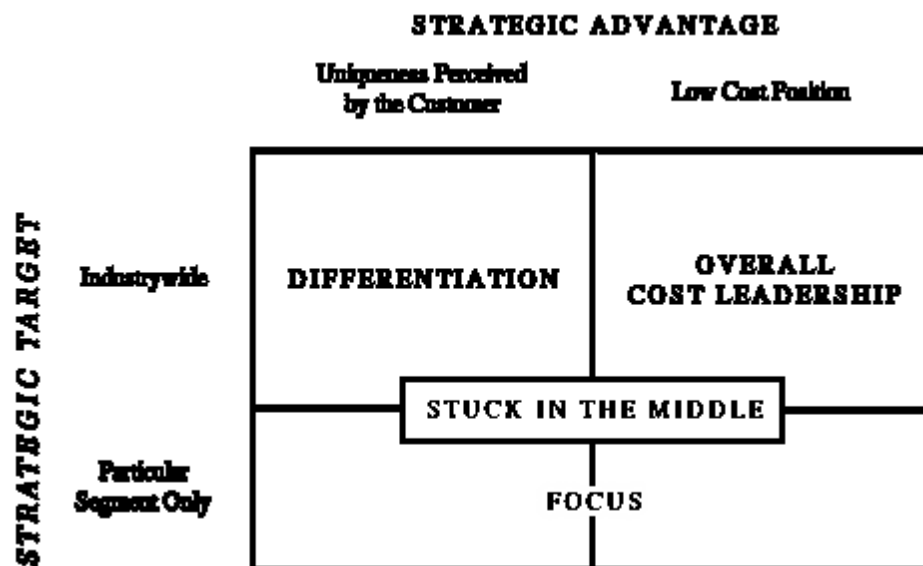 STRATEGIC ADVANTAGE
Uniqueness Perceived
by the Customer
Low Cost Position
STRATEGIC TARGET
Industrywide
DIFFERENTIATION
OVERALL
COST LEADERSHIP
STUCK IN THE MIDDLE
Particular
Segment Only
FOCUS